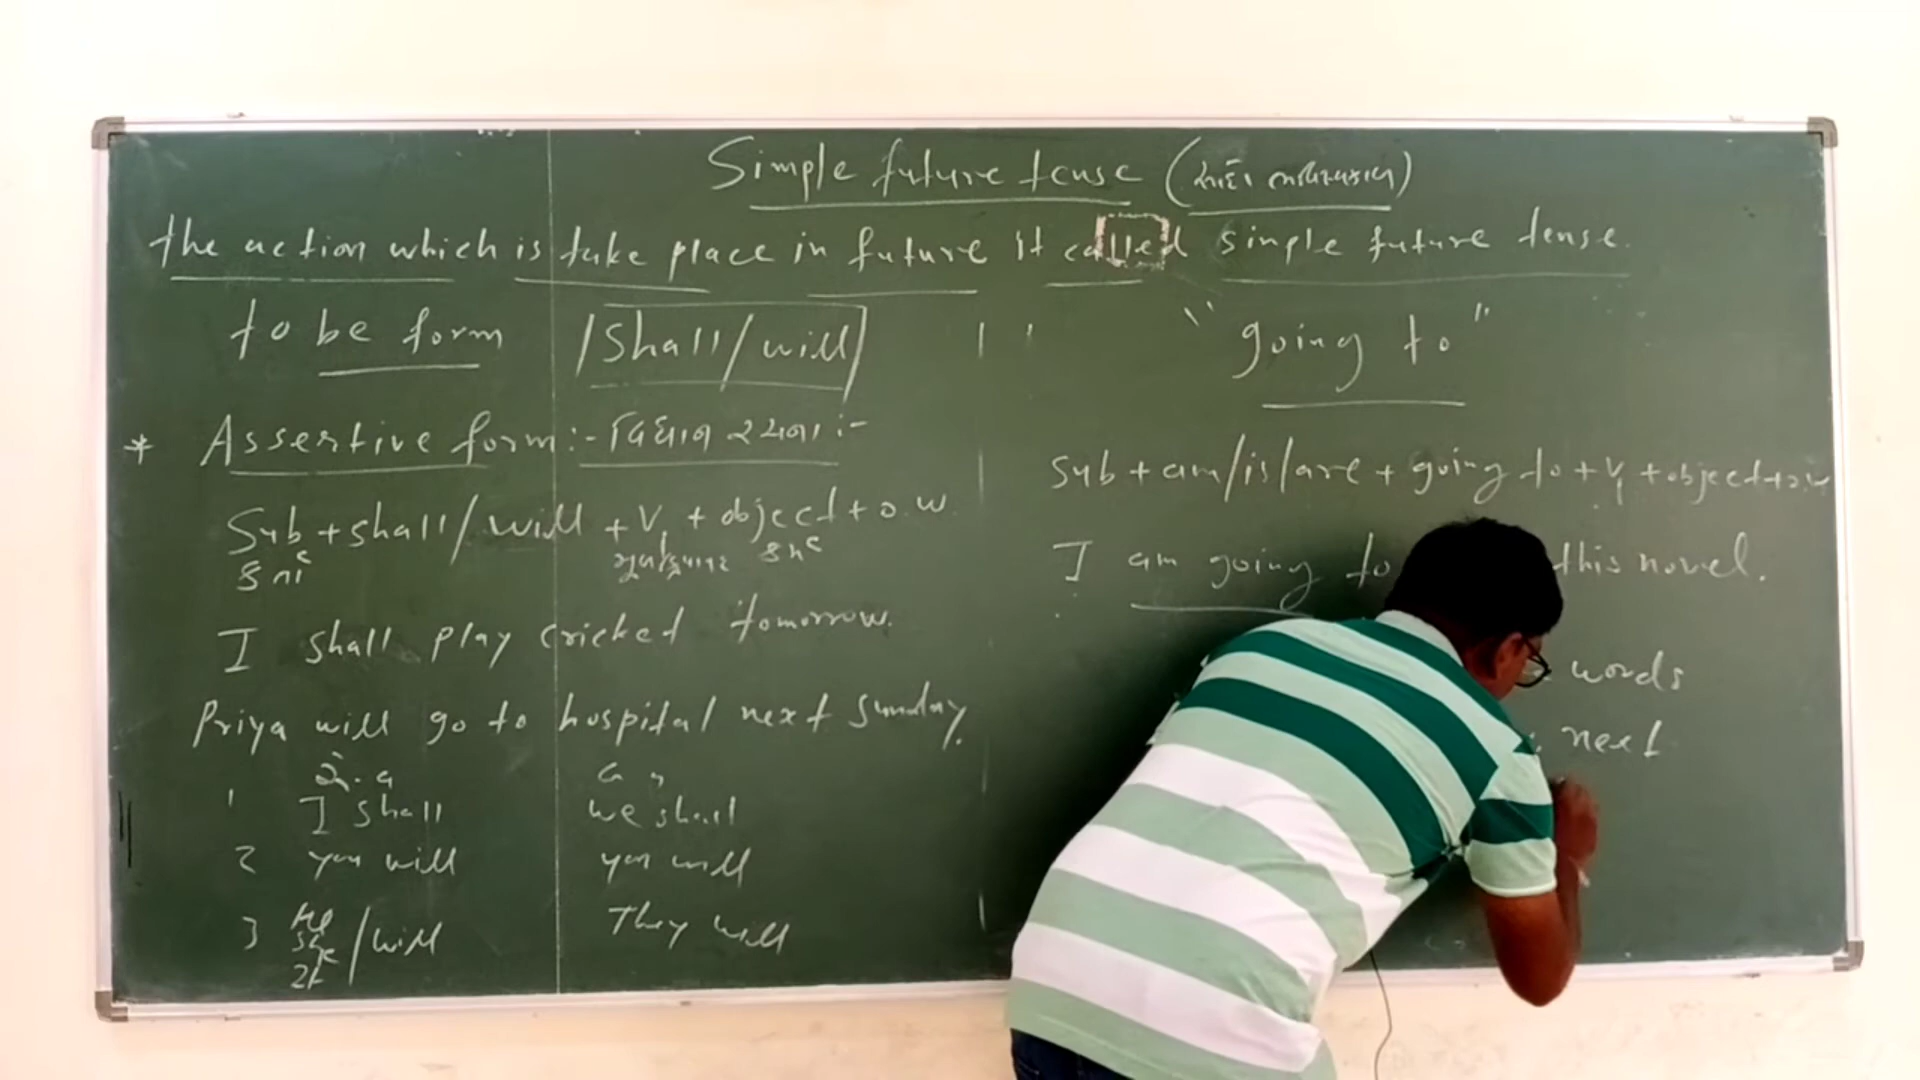 Simple future tense (સાદો ભવિષ્યકાળ)
the action which is take place in future it called simple future tense.
to be form /Shall/will/
* Assertive form:- વિધાન રચના :-
Sub + shall/will + V1 + object + o.w
કર્તા કર્મ
I shall play cricket tomorrow.
Priya will go to hospital next Sunday.
એ.વ બ.વ
1 I shall we shall
2 you will you will
3 He She It /will They will
"going to"
Sub + am/is/are + going to + V1 + object + o.w
I am going to this novel.
words
next